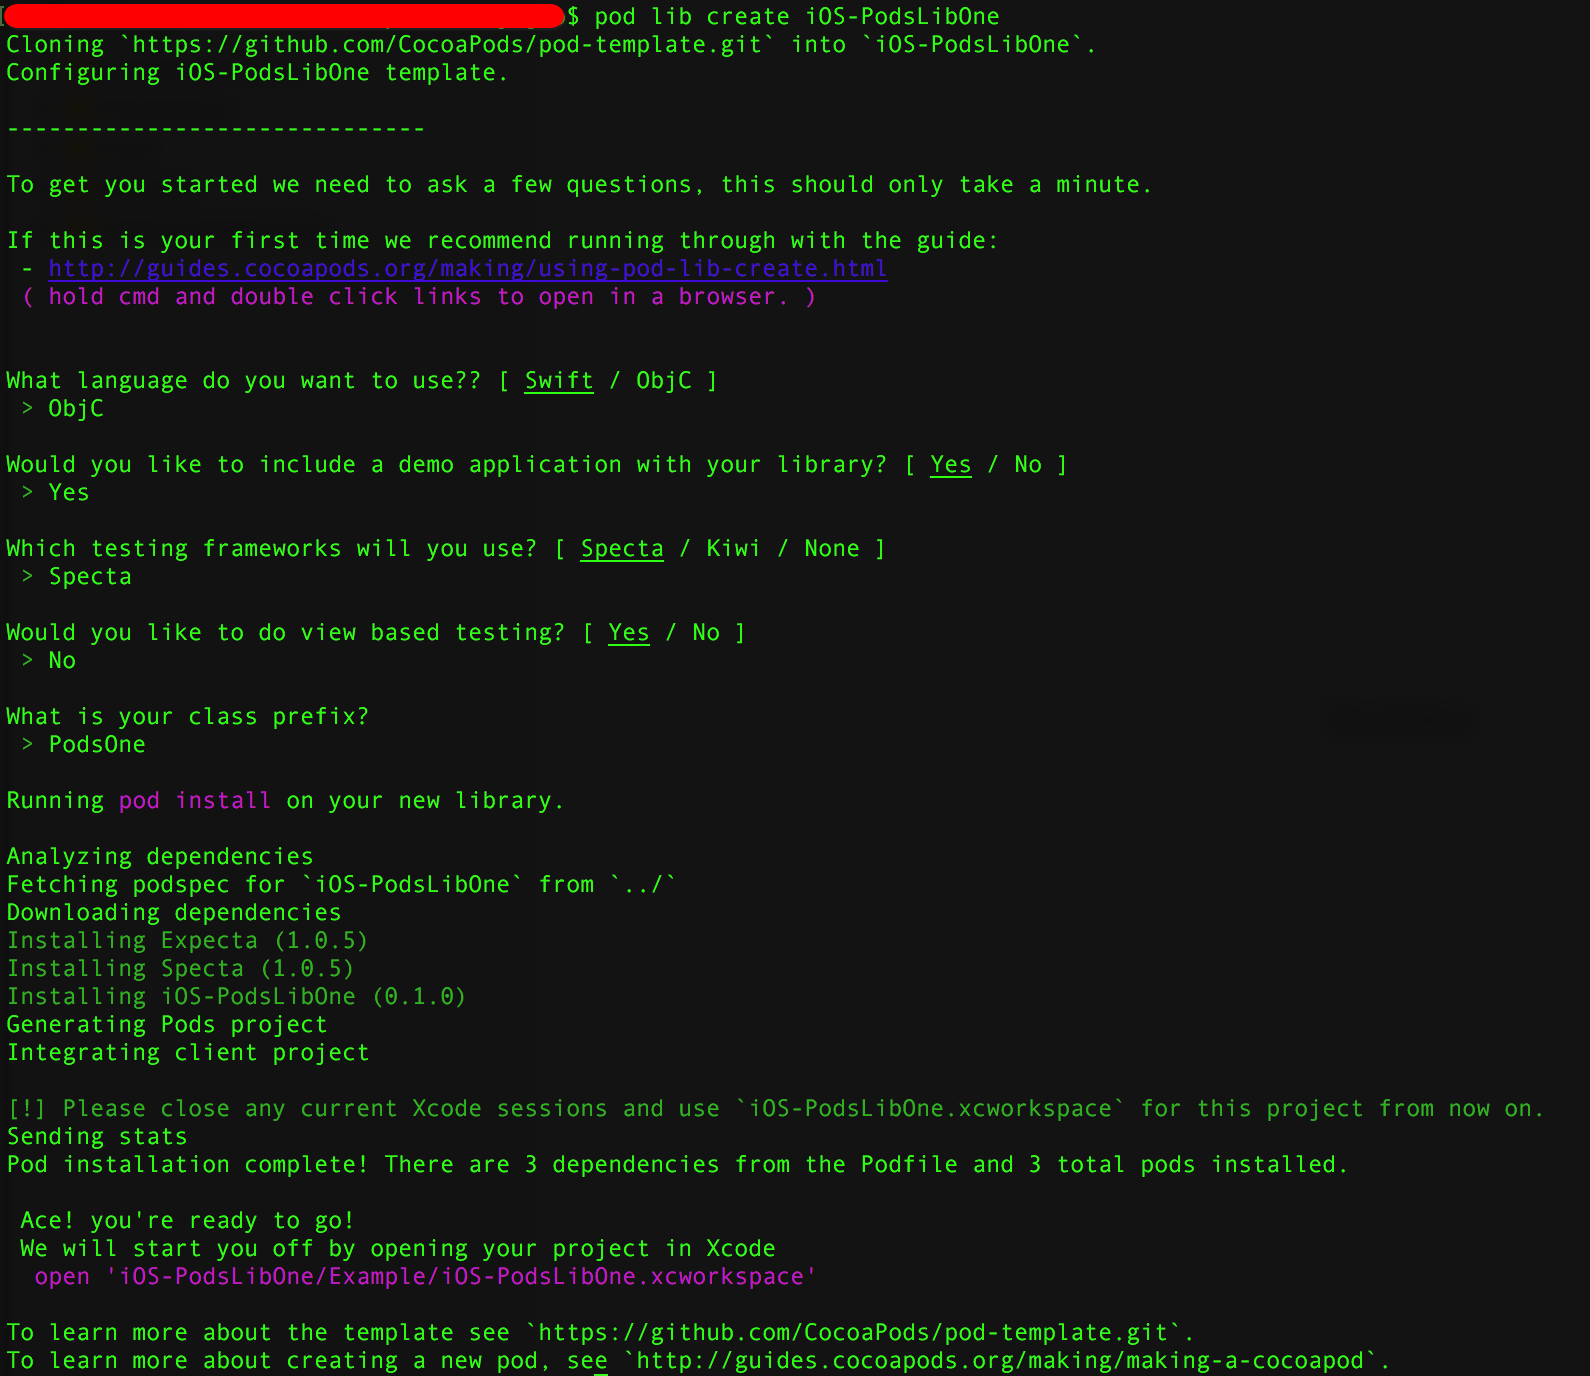 $ pod lib create iOS-PodsLibOne
Cloning `https://github.com/CocoaPods/pod-template.git` into `iOS-PodsLibOne`.
Configuring iOS-PodsLibOne template.
------------------------------
To get you started we need to ask a few questions, this should only take a minute.
If this is your first time we recommend running through with the guide:
- http://guides.cocoapods.org/making/using-pod-lib-create.html
( hold cmd and double click links to open in a browser. )
What language do you want to use?? [ Swift / ObjC ]
> ObjC
Would you like to include a demo application with your library? [ Yes / No ]
> Yes
Which testing frameworks will you use? [ Specta / Kiwi / None ]
> Specta
Would you like to do view based testing? [ Yes / No ]
> No
What is your class prefix?
> PodsOne
Running pod install on your new library.
Analyzing dependencies
Fetching podspec for `iOS-PodsLibOne` from `../`
Downloading dependencies
Installing Expecta (1.0.5)
Installing Specta (1.0.5)
Installing iOS-PodsLibOne (0.1.0)
Generating Pods project
Integrating client project
[!] Please close any current Xcode sessions and use `iOS-PodsLibOne.xcworkspace` for this project from now on.
Sending stats
Pod installation complete! There are 3 dependencies from the Podfile and 3 total pods installed.
Ace! you're ready to go!
We will start you off by opening your project in Xcode
open 'iOS-PodsLibOne/Example/iOS-PodsLibOne.xcworkspace'
To learn more about the template see `https://github.com/CocoaPods/pod-template.git`.
To learn more about creating a new pod, see `http://guides.cocoapods.org/making/making-a-cocoapod`.